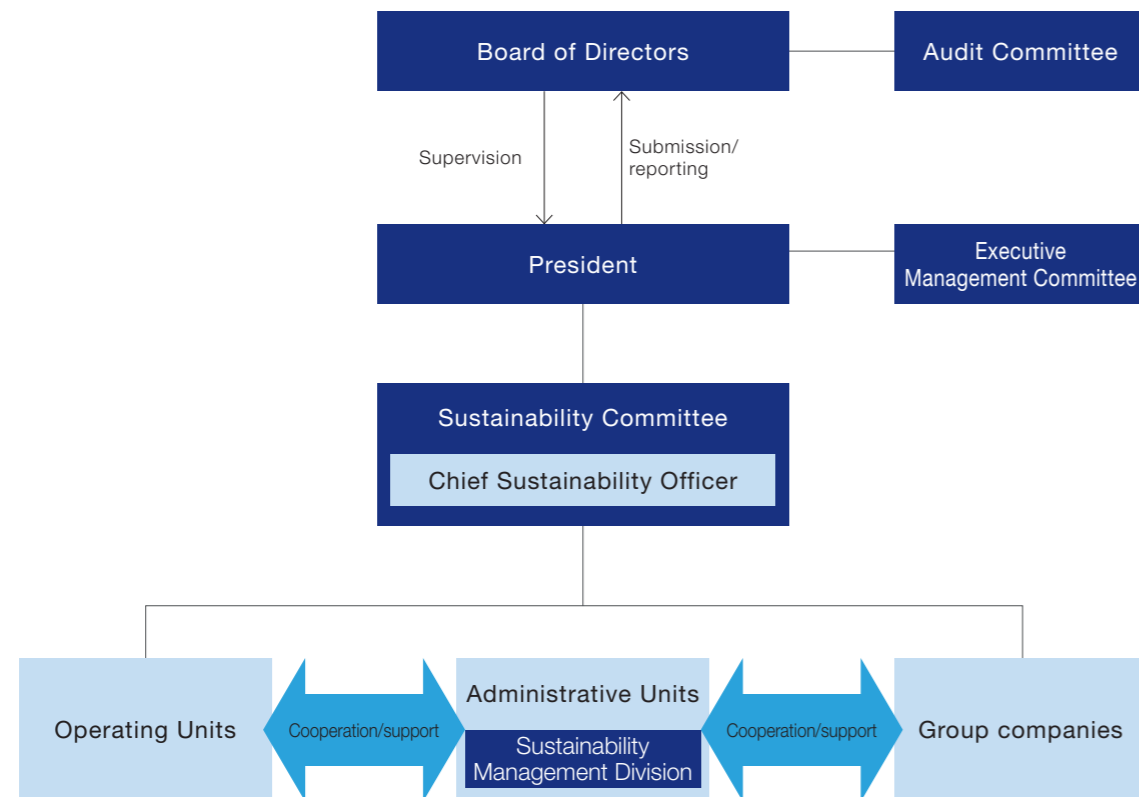 Board of Directors
Audit Committee
Supervision
Submission/
reporting
President
Executive
Management Committee
Sustainability Committee
Chief Sustainability Officer
Operating Units
Cooperation/support
Administrative Units
Sustainability
Management Division
Cooperation/support
Group companies